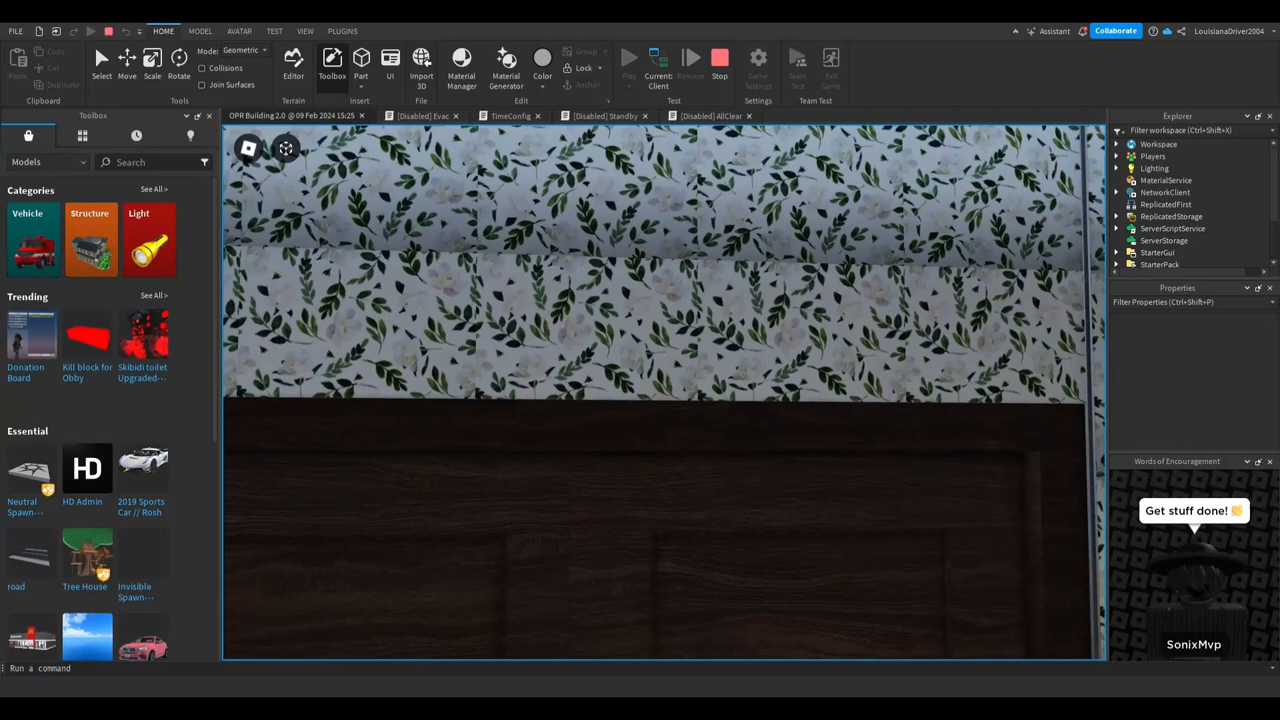 FILE HOME MODEL AVATAR TEST VIEW PLUGINS Assistant Collaborate LouisianaDriver2004
Paste Copy Cut Duplicate Clipboard
Select Move Scale Rotate Mode: Geometric Collisions Join Surfaces Tools
Editor Terrain
Toolbox Part UI Insert
Import 3D File
Material Manager Material Generator Color Group Lock Anchor Edit
Play Current: Client Resume Stop Test
Game Settings Settings
Team Test Exit Game Team Test
Toolbox
OPR Building 2.0 @ 09 Feb 2024 15:25 [Disabled] Evac TimeConfig [Disabled] Standby [Disabled] AllClear
Models Search
Categories See All >
Vehicle Structure Light
Trending See All >
Donation Board
Kill block for Obby
Skibidi toilet Upgraded...
Essential See All >
HD
Neutral Spawn...
HD Admin
2019 Sports Car // Rosh
road
Tree House
Invisible Spawn...
Run a command
Explorer
Filter workspace (Ctrl+Shift+X)
Workspace
Players
Lighting
MaterialService
NetworkClient
ReplicatedFirst
ReplicatedStorage
ServerScriptService
ServerStorage
StarterGui
StarterPack
Properties
Filter Properties (Ctrl+Shift+P)
Words of Encouragement
Get stuff done! 👏
SonixMvp